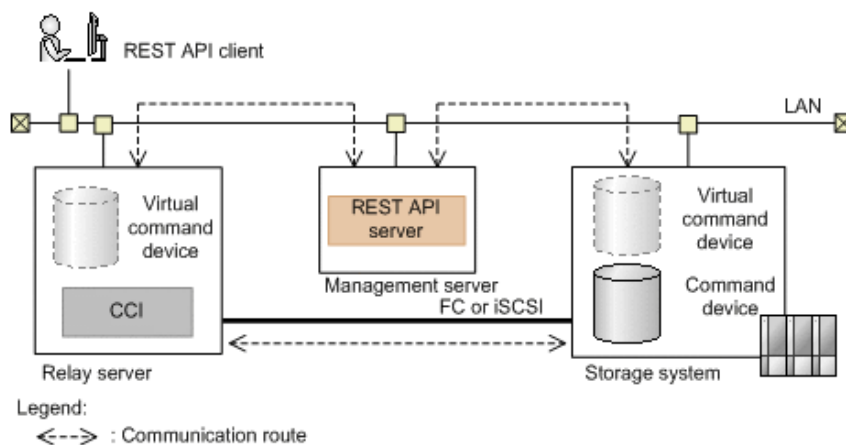 REST API client
LAN
Virtual
command
device
CCI
Relay server
REST API
server
Management server
FC or iSCSI
Virtual
command
device
Command
device
Storage system
Legend:
: Communication route